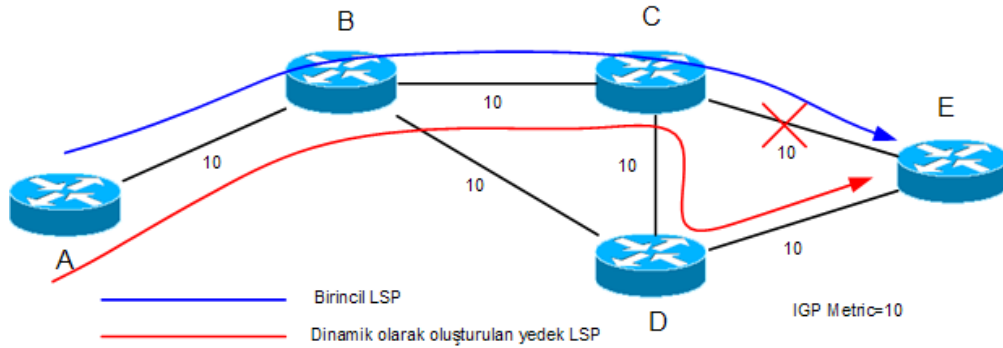 B
C
E
10
10
10
10
10
10
A
D
Birincil LSP
IGP Metric=10
Dinamik olarak oluşturulan yedek LSP